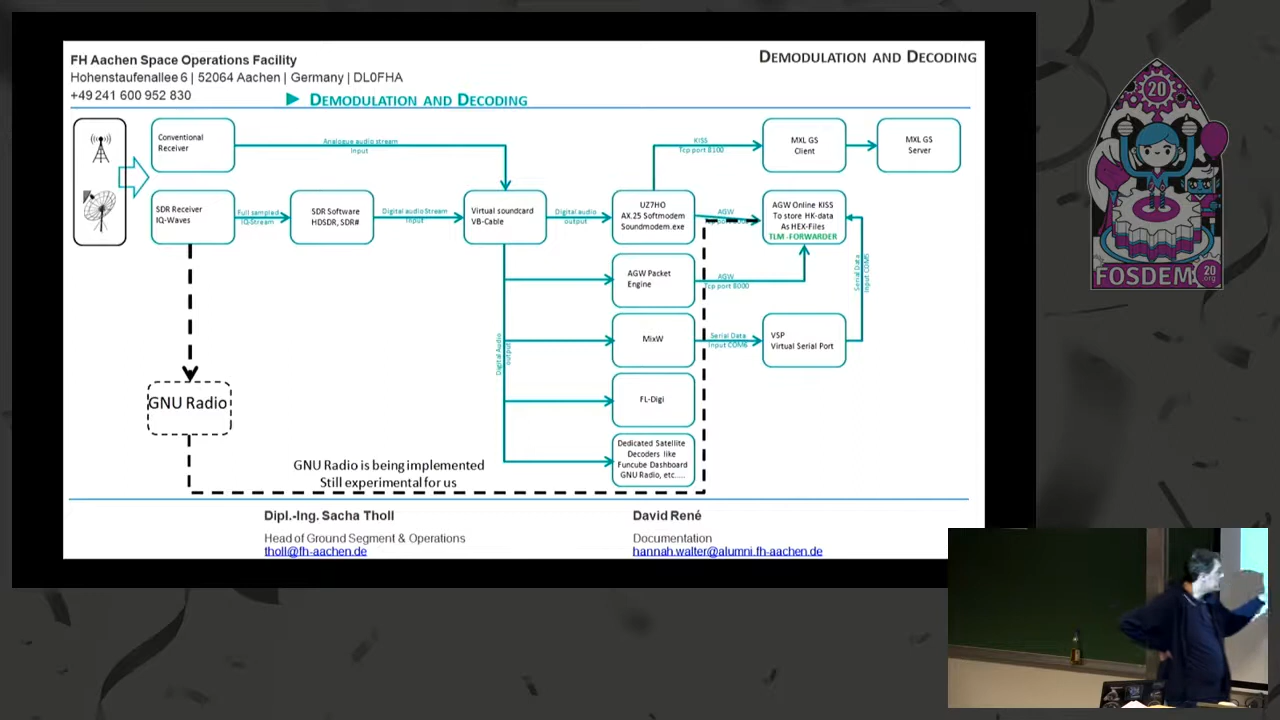 FH Aachen Space Operations Facility
Hohenstaufenallee 6 | 52064 Aachen | Germany | DL0FHA
+49 241 600 952 830
DEMODULATION AND DECODING
► DEMODULATION AND DECODING
Conventional
Receiver
Analogue audio stream
Input
KISS
Tcp port 8100
MXL GS
Client
MXL GS
Server
SDR Receiver
IQ-Waves
Full sampled
IQ-Stream
SDR Software
HDSDR, SDR#
Digital audio Stream
Input
Virtual soundcard
VB-Cable
Digital audio
output
UZ7HO
AX.25 Softmodem
Soundmodem.exe
AGW
AGW Online KISS
To store HK-data
As HEX-Files
TLM -FORWARDER
AGW Packet
Engine
AGW
Tcp port 8000
Serial Data
Input COM5
Digital Audio
output
MixW
Serial Data
Input COM6
VSP
Virtual Serial Port
GNU Radio
FL-Digi
Dedicated Satellite
Decoders like
Funcube Dashboard
GNU Radio, etc.....
GNU Radio is being implemented
Still experimental for us
Dipl.-Ing. Sacha Tholl
Head of Ground Segment & Operations
tholl@fh-aachen.de
David René
Documentation
hannah.walter@alumni.fh-aachen.de
20
FOSDEM
20
.org